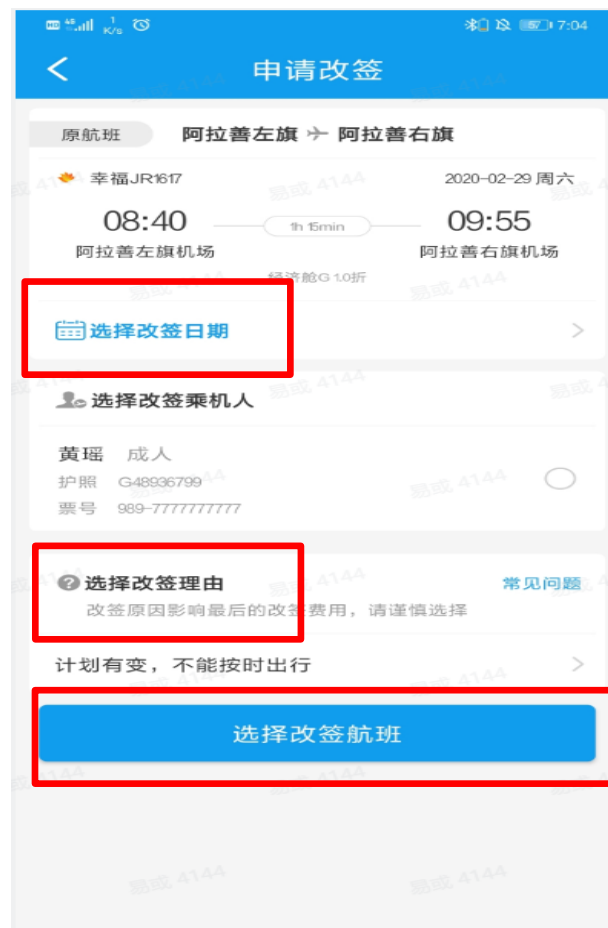 HD 4G 1 K/s 57 7:04
申请改签
原航班 阿拉善左旗 阿拉善右旗
幸福JR1617 2020-02-29 周六
08:40 1h 15min 09:55
阿拉善左旗机场 阿拉善右旗机场
经济舱G 1.0折
选择改签日期
选择改签乘机人
黄瑶 成人
护照 G48936799
票号 989-7777777777
选择改签理由 常见问题
改签原因影响最后的改签费用，请谨慎选择
计划有变，不能按时出行
选择改签航班